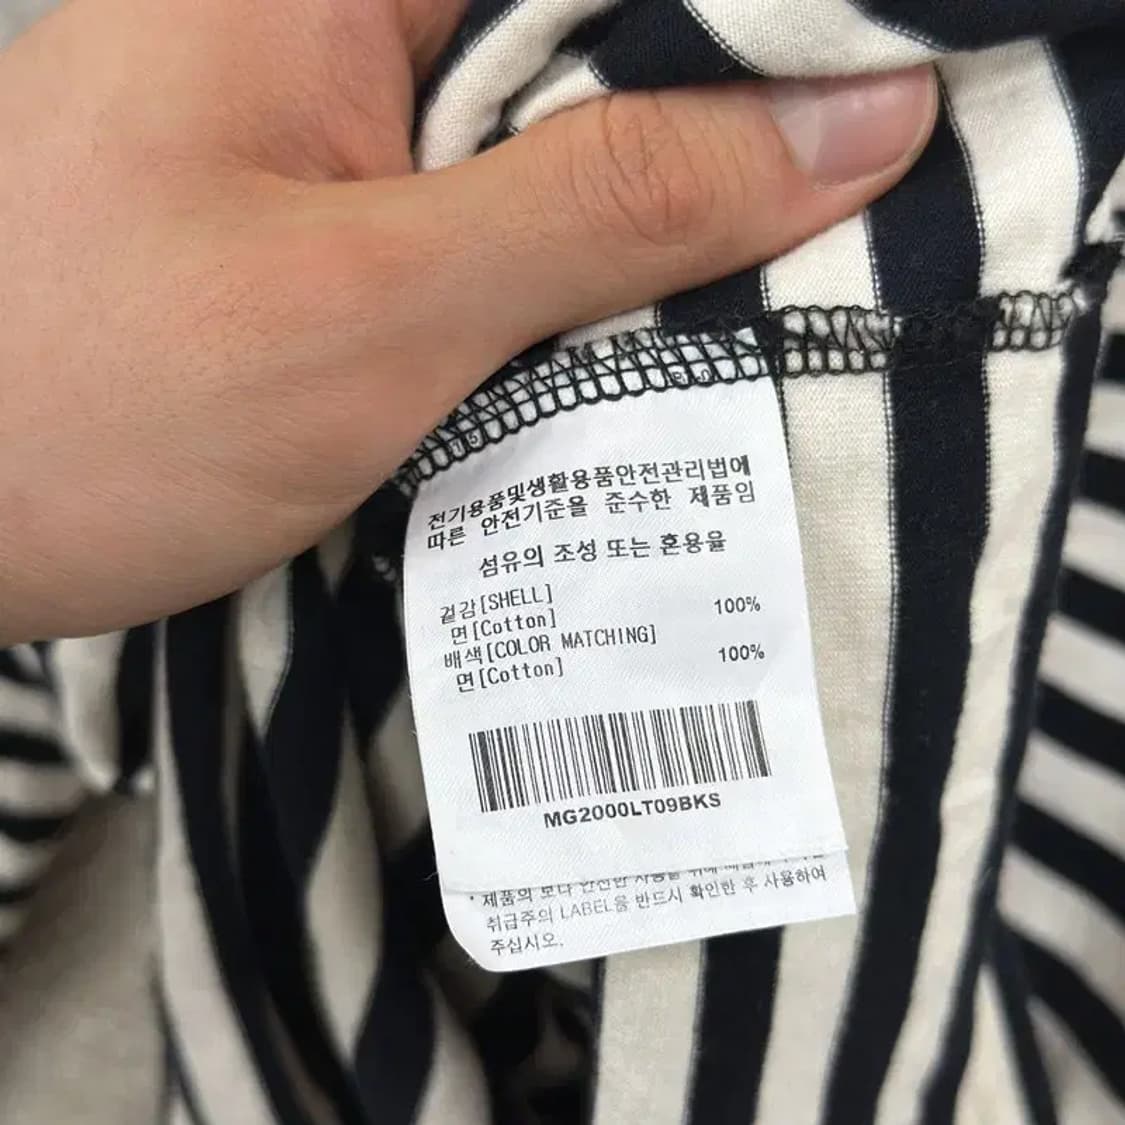 전기용품및생활용품안전관리법에
따른 안전기준을 준수한 제품임
섬유의 조성 또는 혼용율
겉감[SHELL]
면[Cotton] 100%
배색[COLOR MATCHING]
면[Cotton] 100%
MG2000LT09BKS
* 제품의 보다 안전한 사용을 위해
취급주의 LABEL을 반드시 확인한 후 사용하여
주십시오.